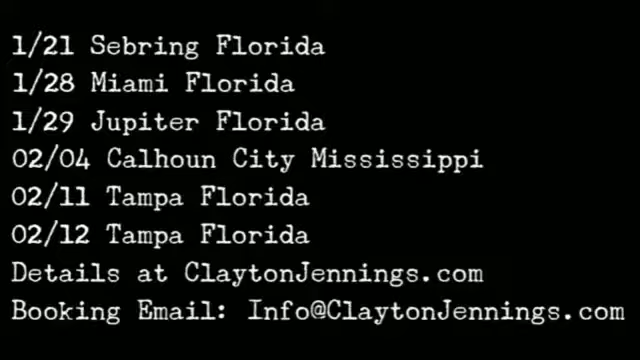 1/21 Sebring Florida
1/28 Miami Florida
1/29 Jupiter Florida
02/04 Calhoun City Mississippi
02/11 Tampa Florida
02/12 Tampa Florida
Details at ClaytonJennings.com
Booking Email: Info@ClaytonJennings.com